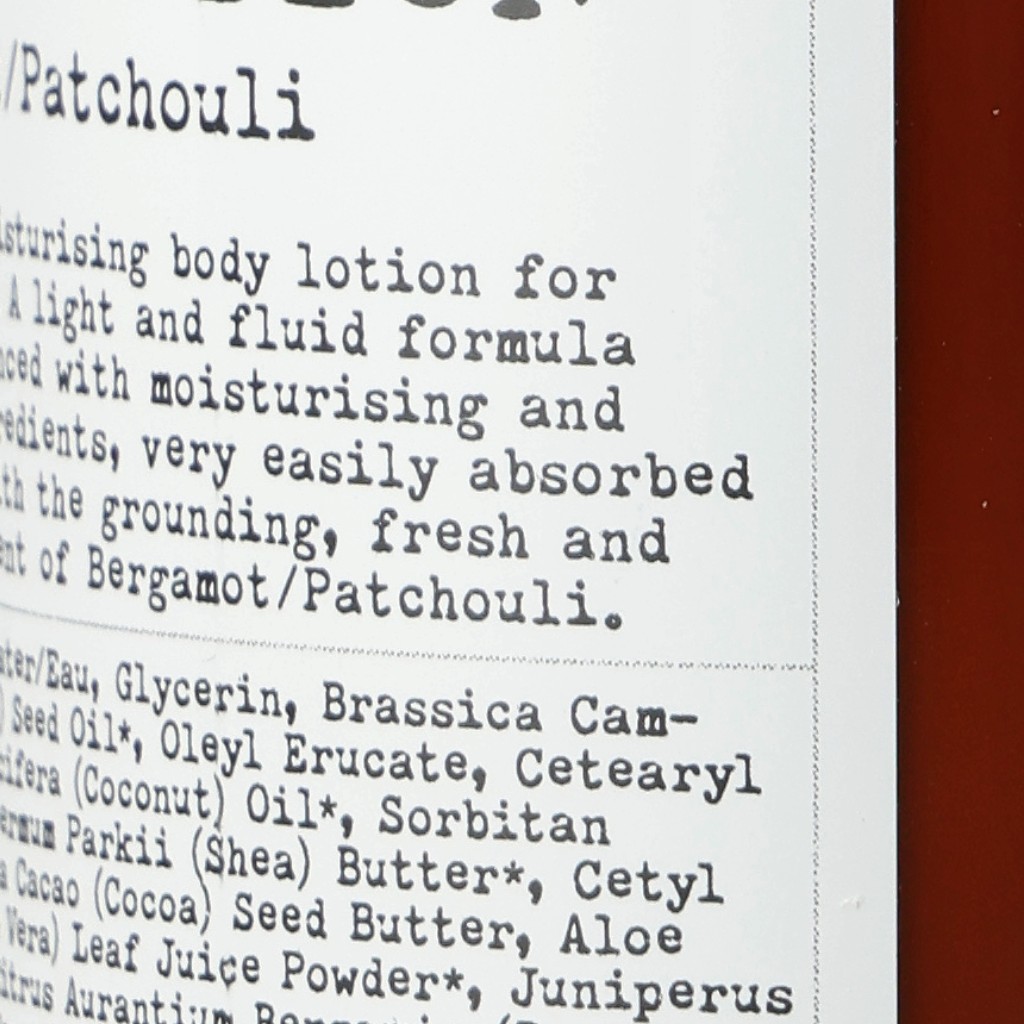 /Patchouli
body lotion for
A light and fluid formula
with moisturising and
very easily absorbed
the grounding, fresh and
of Bergamot/Patchouli.
Glycerin, Brassica Cam-
Seed Oil*, Oleyl Erucate, Cetearyl
(Coconut) Oil*, Sorbitan
Parkii (Shea) Butter*, Cetyl
Cacao (Cocoa) Seed Butter, Aloe
Vera) Leaf Juice Powder*, Juniperus
Aurantium